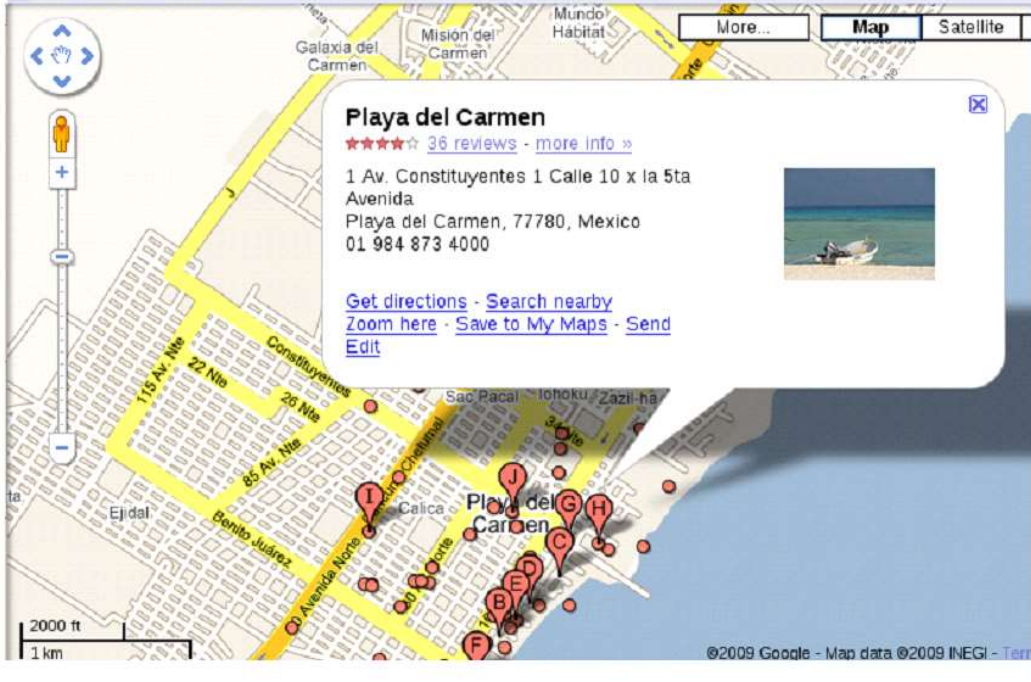 Mundo
Hábitat
Misión del
Carmen
Galaxia del
Carmen
More...
Map
Satellite
Playa del Carmen
36 reviews - more info »
1 Av. Constituyentes 1 Calle 10 x la 5ta
Avenida
Playa del Carmen, 77780, Mexico
01 984 873 4000
Get directions - Search nearby
Zoom here - Save to My Maps - Send
Edit
J
Constituyentes
115 Av. Nte
22 Nte
26 Nte
85 Av. Nte
Sac Pacal
Tohoku
Zazil-ha
Chetumal
J
I
G
H
Playa del
Carmen
Calica
Ejidal
Benito Juárez
Avenida Norte
C
D
E
B
F
2000 ft
1 km
©2009 Google - Map data ©2009 INEGI -